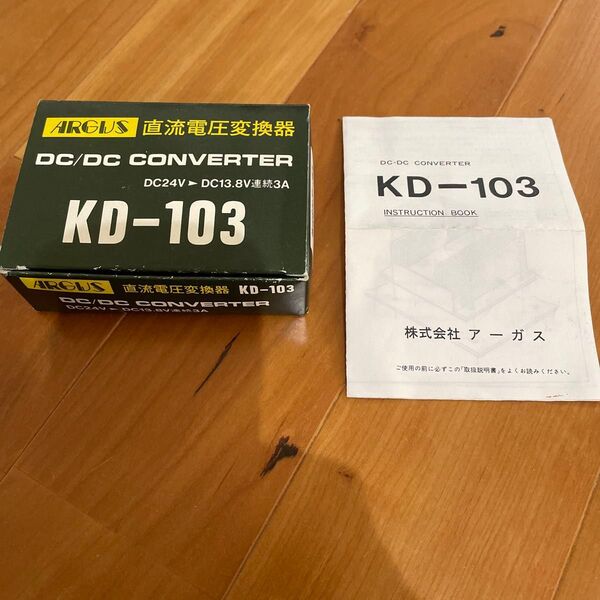 ARGUS 直流電圧変換器
DC/DC CONVERTER
DC24V ► DC13.8V連続3A
KD-103
ARGUS 直流電圧変換器 KD-103
DC/DC CONVERTER
DC24V ► DC13.8V連続3A
DC-DC CONVERTER
KD-103
INSTRUCTION BOOK
株式会社 アーガス
ご使用の前に必ずこの「取扱説明書」をよくお読みください。